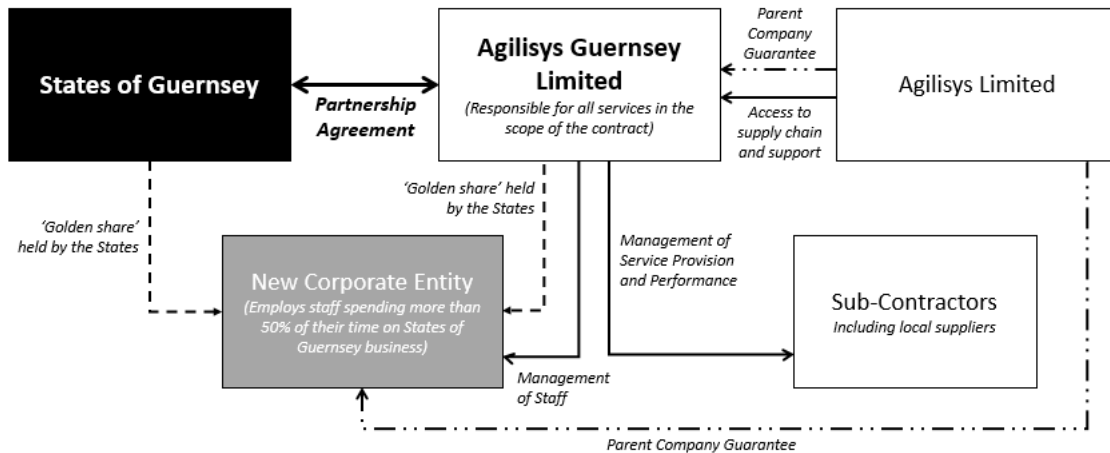 States of Guernsey
Partnership
Agreement
Agilisys Guernsey
Limited
(Responsible for all services in the
scope of the contract)
Parent
Company
Guarantee
Access to
supply chain
and support
Agilisys Limited
‘Golden share’
held by the States
‘Golden share’ held
by the States
Management of
Service Provision
and Performance
New Corporate Entity
(Employs staff spending more than
50% of their time on States of
Guernsey business)
Sub-Contractors
Including local suppliers
Management
of Staff
Parent Company Guarantee